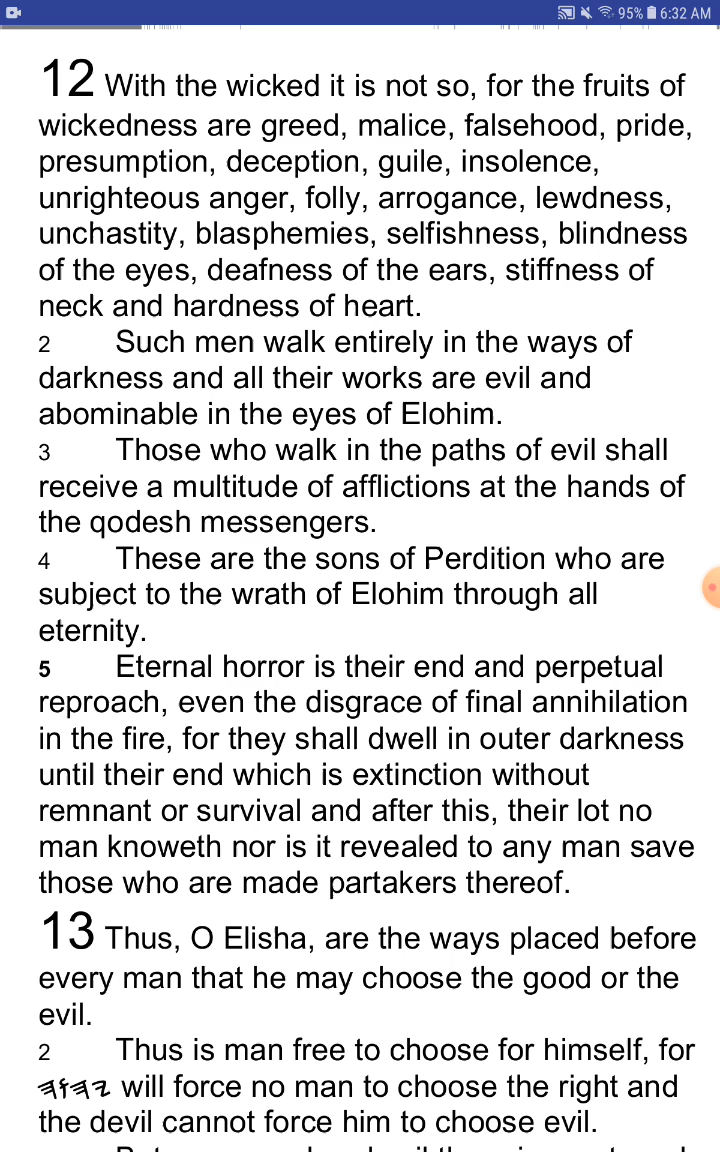 95% 6:32 AM
12 With the wicked it is not so, for the fruits of
wickedness are greed, malice, falsehood, pride,
presumption, deception, guile, insolence,
unrighteous anger, folly, arrogance, lewdness,
unchastity, blasphemies, selfishness, blindness
of the eyes, deafness of the ears, stiffness of
neck and hardness of heart.
2 Such men walk entirely in the ways of
darkness and all their works are evil and
abominable in the eyes of Elohim.
3 Those who walk in the paths of evil shall
receive a multitude of afflictions at the hands of
the qodesh messengers.
4 These are the sons of Perdition who are
subject to the wrath of Elohim through all
eternity.
5 Eternal horror is their end and perpetual
reproach, even the disgrace of final annihilation
in the fire, for they shall dwell in outer darkness
until their end which is extinction without
remnant or survival and after this, their lot no
man knoweth nor is it revealed to any man save
those who are made partakers thereof.
13 Thus, O Elisha, are the ways placed before
every man that he may choose the good or the
evil.
2 Thus is man free to choose for himself, for
𐤉𐤄𐤅𐤄 will force no man to choose the right and
the devil cannot force him to choose evil.